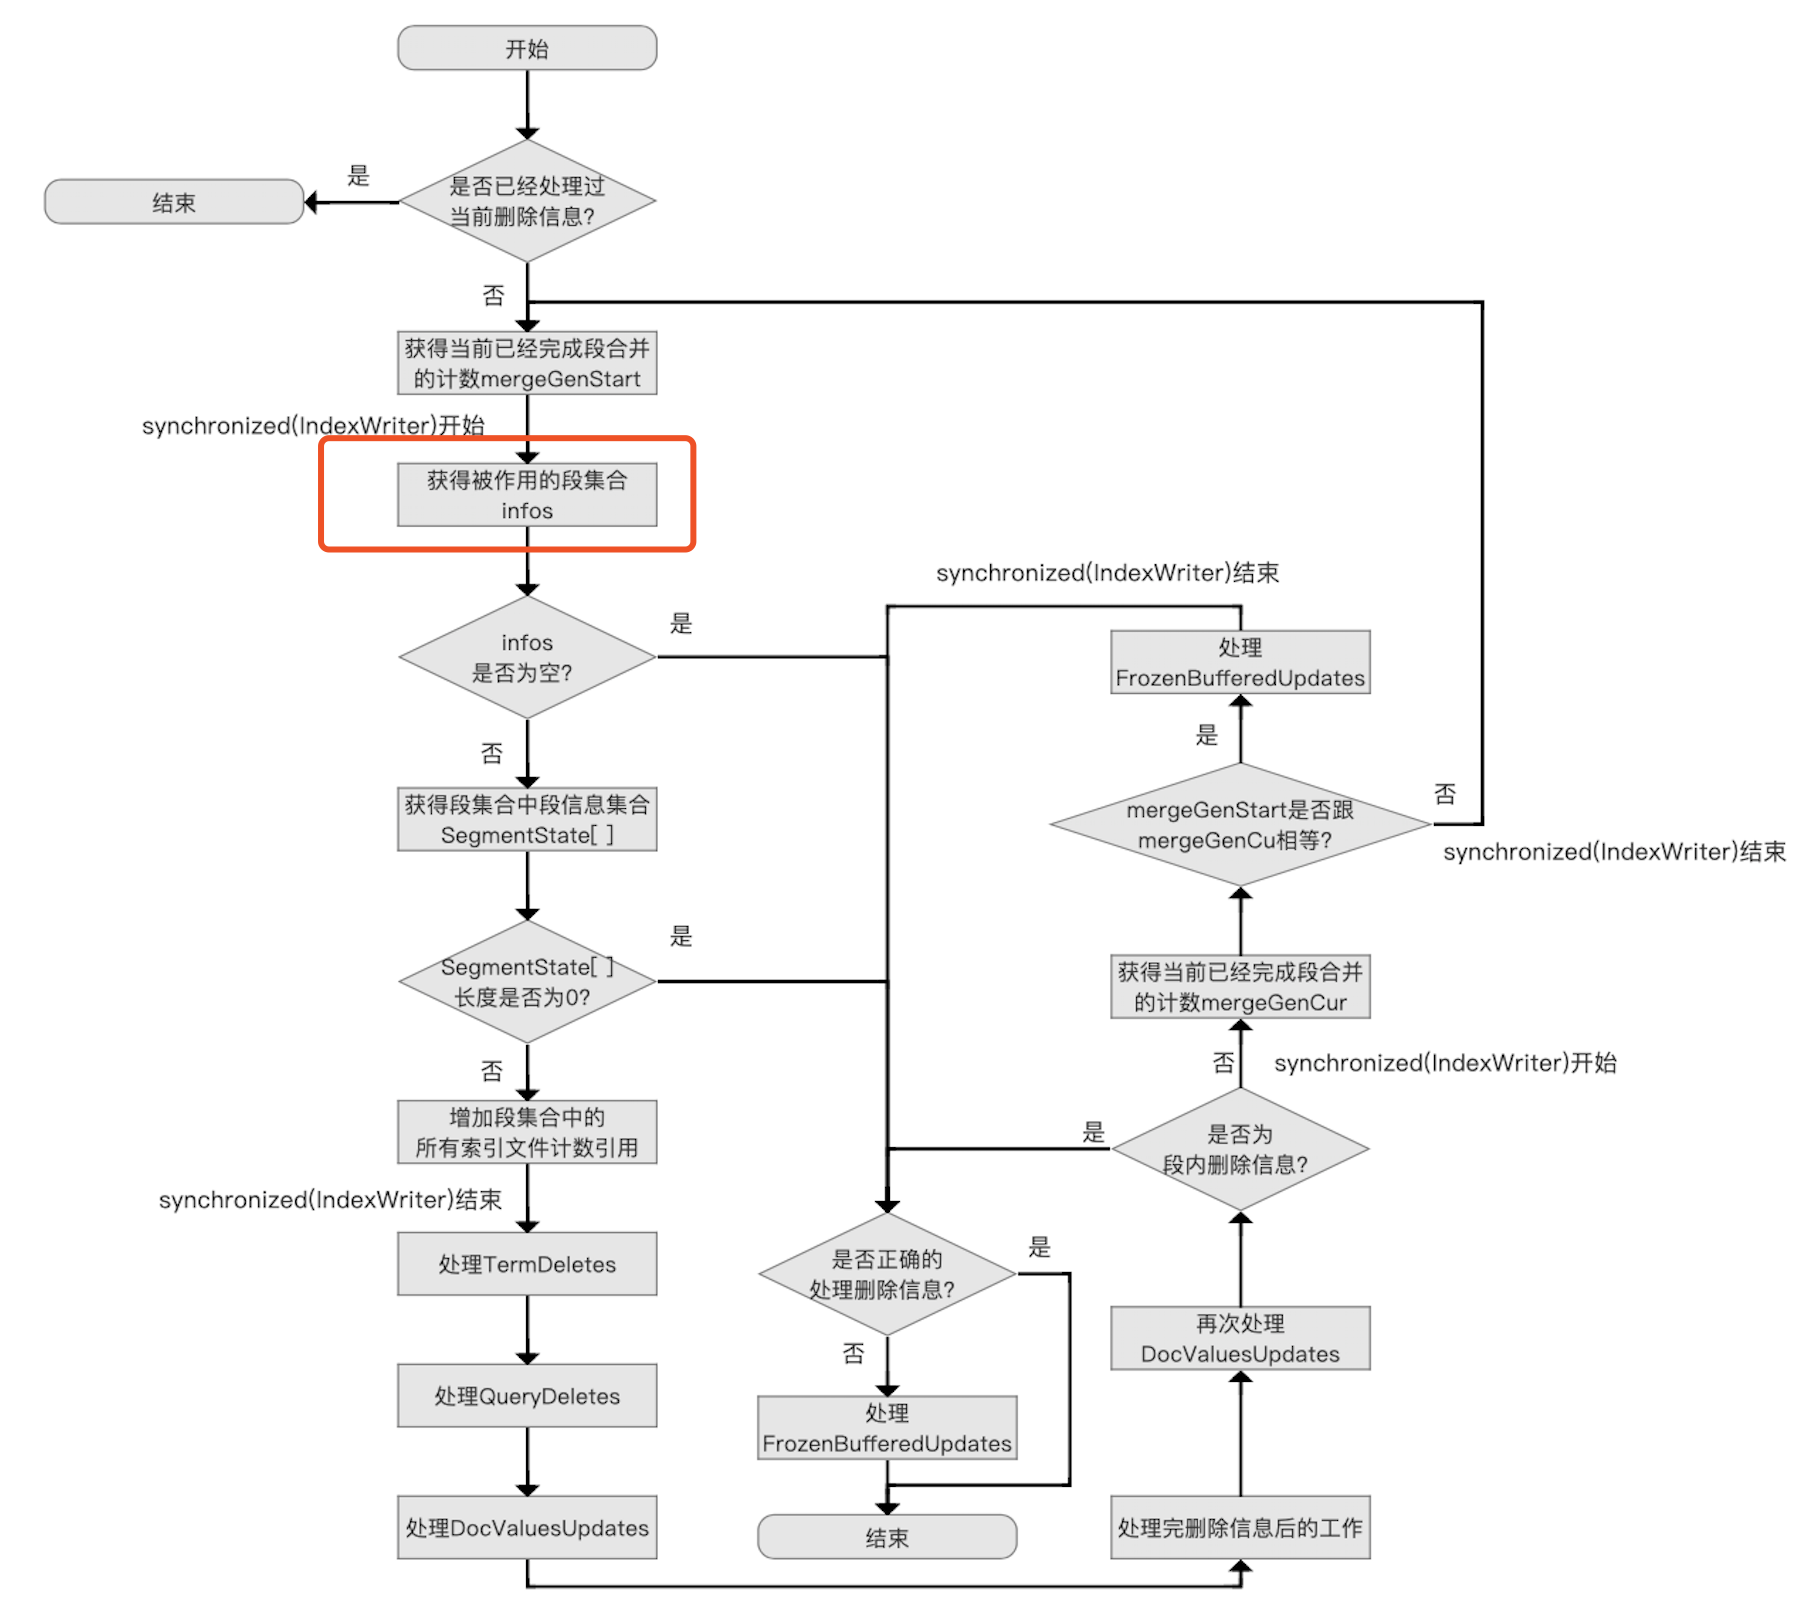 开始
是
是否已经处理过
当前删除信息?
结束
否
获得当前已经完成段合并
的计数mergeGenStart
synchronized(IndexWriter)开始
获得被作用的段集合
infos
infos
是否为空?
是
否
获得段集合中段信息集合
SegmentState[ ]
SegmentState[ ]
长度是否为0?
是
否
增加段集合中的
所有索引文件计数引用
synchronized(IndexWriter)结束
处理TermDeletes
处理QueryDeletes
处理DocValuesUpdates
处理完删除信息后的工作
再次处理
DocValuesUpdates
是否为
段内删除信息?
是
否
synchronized(IndexWriter)开始
获得当前已经完成段合并
的计数mergeGenCur
mergeGenStart是否跟
mergeGenCu相等?
否
synchronized(IndexWriter)结束
是
处理
FrozenBufferedUpdates
synchronized(IndexWriter)结束
是否正确的
处理删除信息?
是
否
处理
FrozenBufferedUpdates
结束